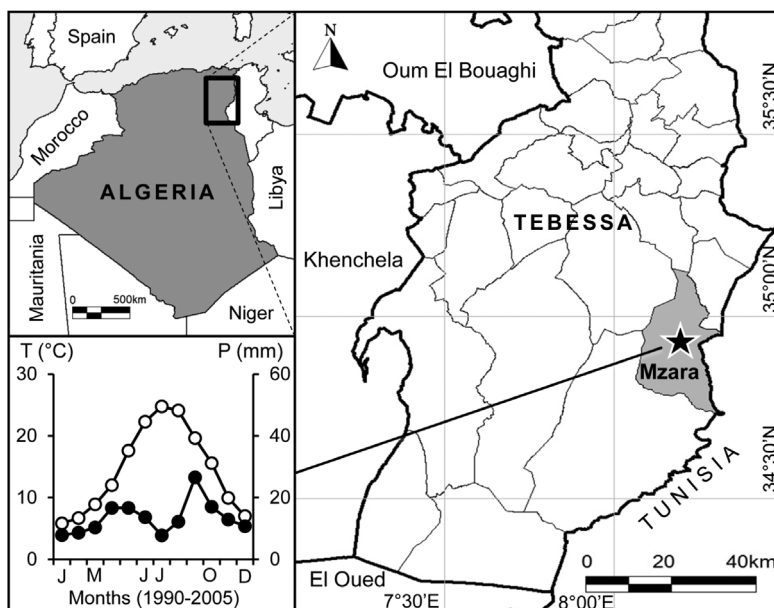 Spain
Morocco
ALGERIA
Libya
Mauritania
0 500km
Niger
T (°C) P (mm)
30 60
20 40
10 20
0 0
J M J J O D
Months (1990-2005)
N
Oum El Bouaghi
35°30'N
TEBESSA
Khenchela
35°00'N
Mzara
34°30'N
TUNISIA
0 20 40km
El Oued
7°30'E 8°00'E